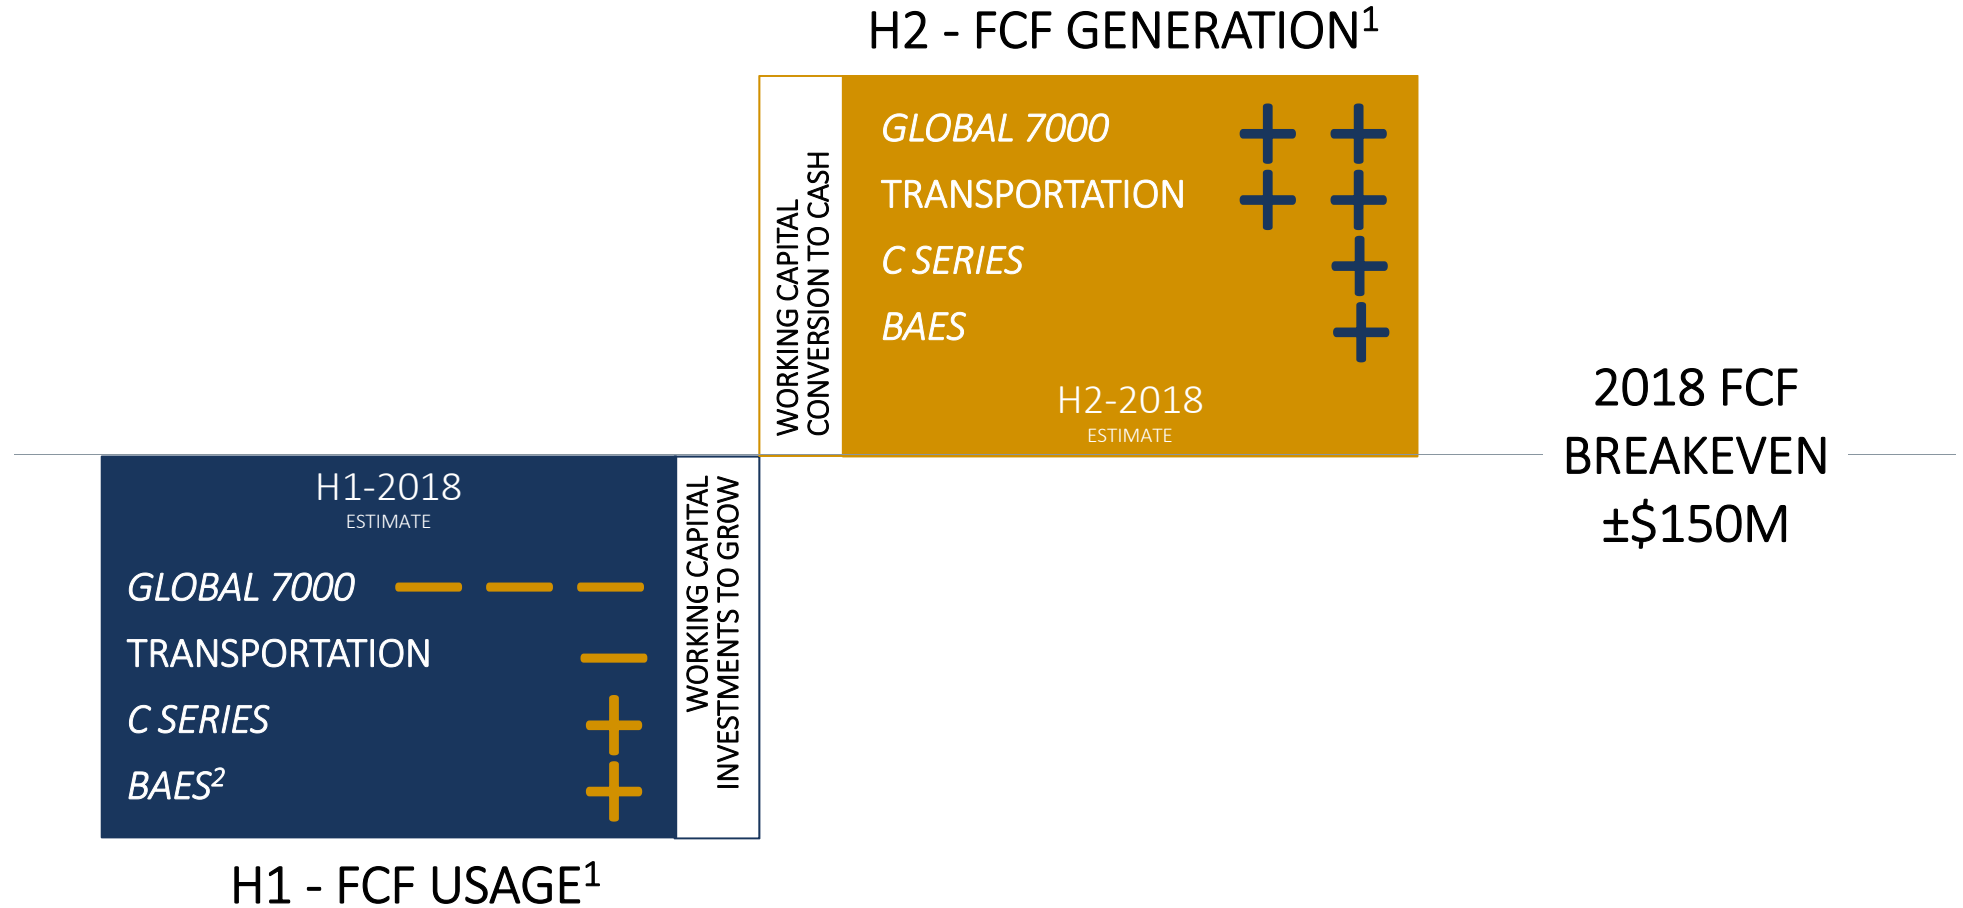 H2 - FCF GENERATION¹
WORKING CAPITAL
CONVERSION TO CASH
GLOBAL 7000 + +
TRANSPORTATION + +
C SERIES +
BAES +
H2-2018
ESTIMATE
2018 FCF
BREAKEVEN
±$150M
H1-2018
ESTIMATE
GLOBAL 7000 — — —
TRANSPORTATION —
C SERIES +
BAES² +
WORKING CAPITAL
INVESTMENTS TO GROW
H1 - FCF USAGE¹